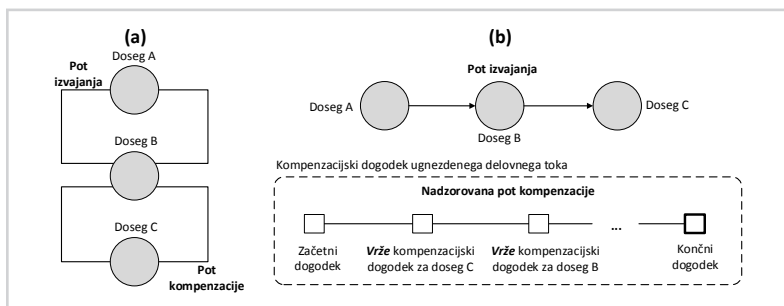 (a)
Doseg A
Pot
izvajanja
Doseg B
Doseg C
Pot
kompenzacije
(b)
Pot izvajanja
Doseg A
Doseg B
Doseg C
Kompenzacijski dogodek ugnezdenega delovnega toka
Nadzorovana pot kompenzacije
...
Začetni
dogodek
Vrže kompenzacijski
dogodek za doseg C
Vrže kompenzacijski
dogodek za doseg B
Končni
dogodek